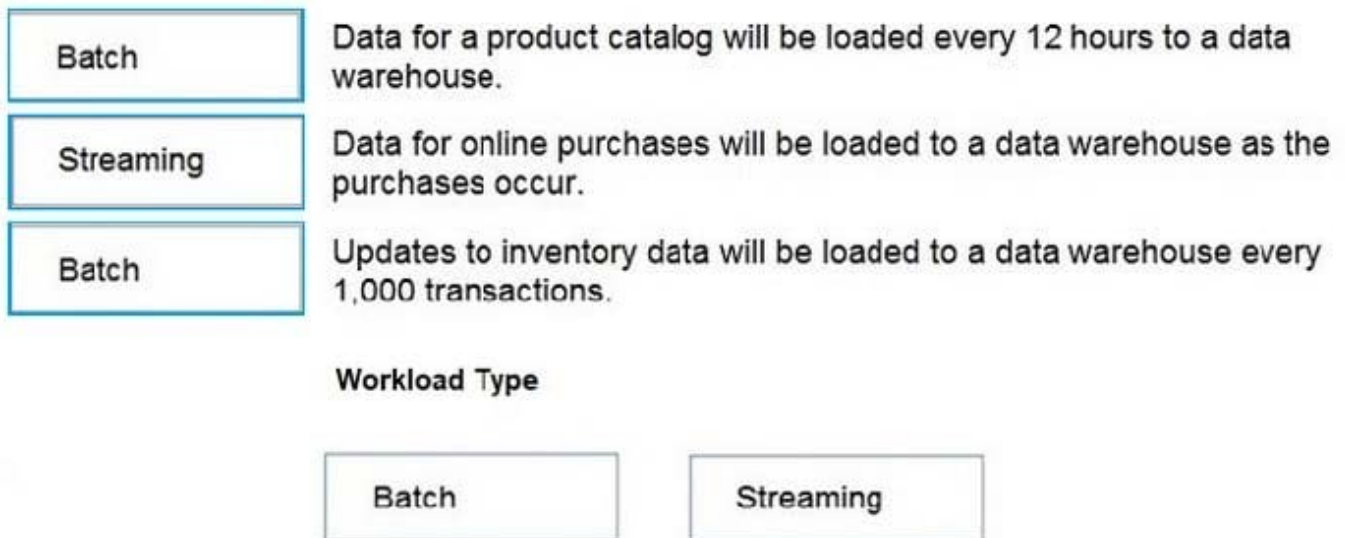 Batch
Data for a product catalog will be loaded every 12 hours to a data
warehouse.
Streaming
Data for online purchases will be loaded to a data warehouse as the
purchases occur.
Batch
Updates to inventory data will be loaded to a data warehouse every
1,000 transactions.
Workload Type
Batch
Streaming